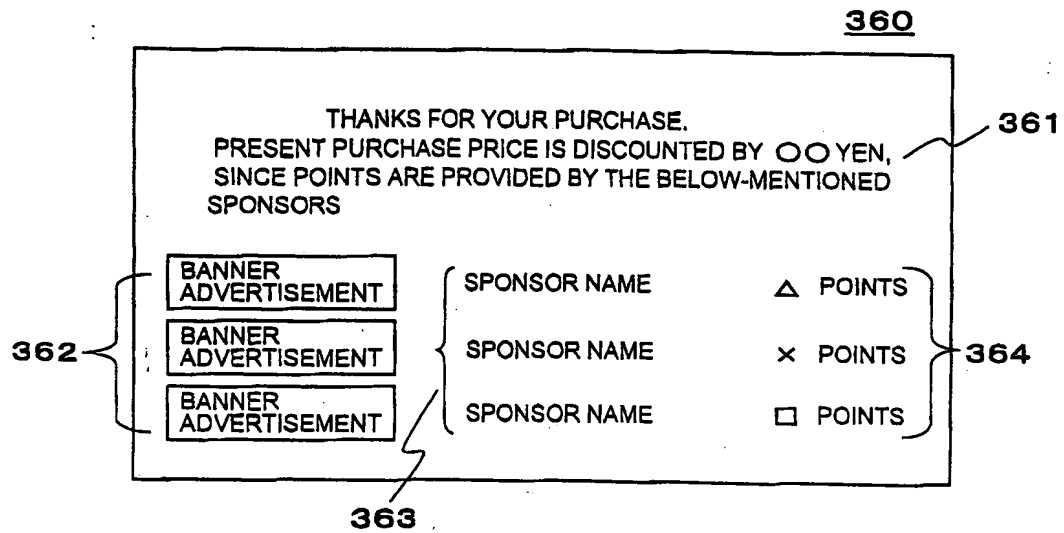 360
THANKS FOR YOUR PURCHASE.
PRESENT PURCHASE PRICE IS DISCOUNTED BY ○○ YEN,
SINCE POINTS ARE PROVIDED BY THE BELOW-MENTIONED
SPONSORS
361
BANNER
ADVERTISEMENT
SPONSOR NAME
△ POINTS
BANNER
ADVERTISEMENT
SPONSOR NAME
× POINTS
BANNER
ADVERTISEMENT
SPONSOR NAME
□ POINTS
362
364
363